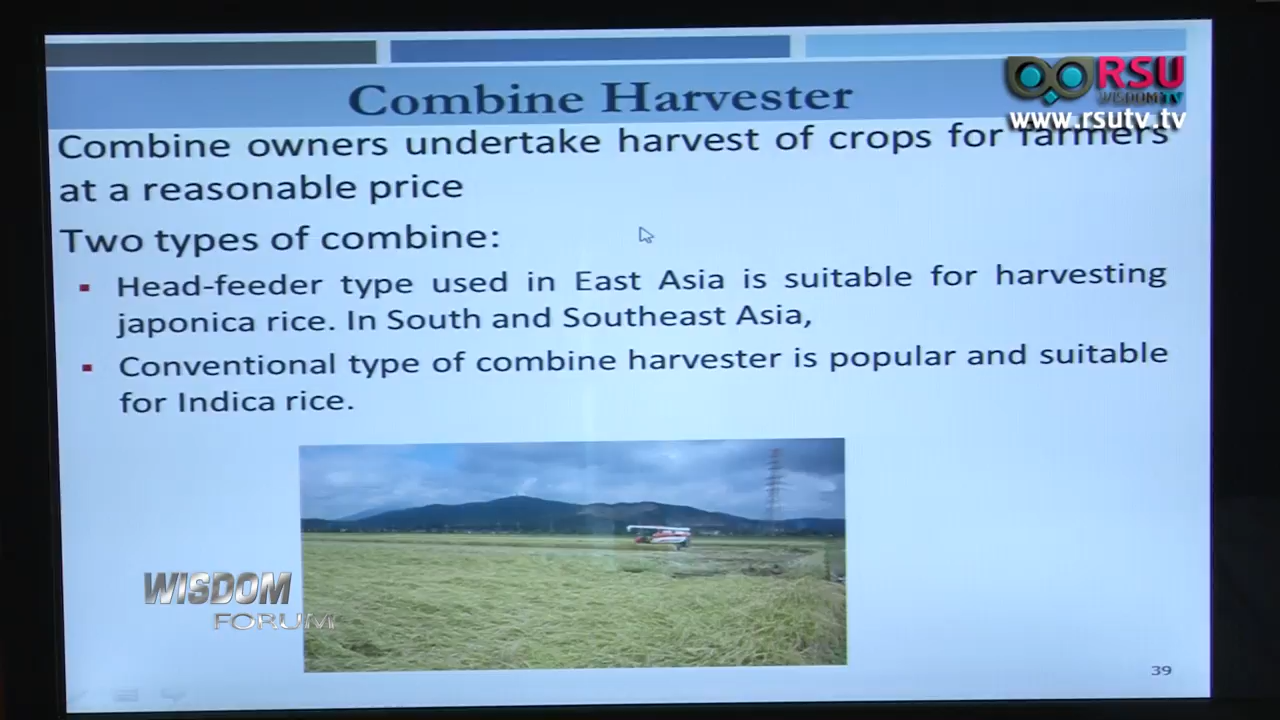 Combine Harvester
RSU
WISDOM TV
www.rsutv.tv
Combine owners undertake harvest of crops for farmers
at a reasonable price
Two types of combine:
▪ Head-feeder type used in East Asia is suitable for harvesting
japonica rice. In South and Southeast Asia,
▪ Conventional type of combine harvester is popular and suitable
for Indica rice.
WISDOM
FORUM
39